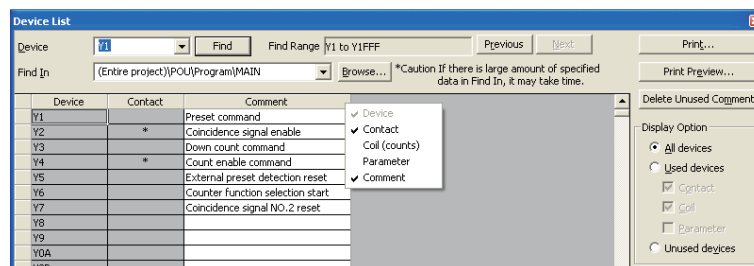 Device List
Device Y1 Find Find Range Y1 to Y1FFF Previous Next Print...
Find In (Entire project)\POU\Program\MAIN Browse... *Caution If there is large amount of specified
data in Find In, it may take time. Print Preview...
Device Contact Comment Delete Unused Comment
Y1 Preset command
Y2 * Coincidence signal enable
Y3 Down count command
Y4 * Count enable command
Y5 External preset detection reset
Y6 Counter function selection start
Y7 Coincidence signal NO.2 reset
Y8
Y9
Y0A
Device
Contact
Coil (counts)
Parameter
Comment
Display Option
All devices
Used devices
Contact
Coil
Parameter
Unused devices